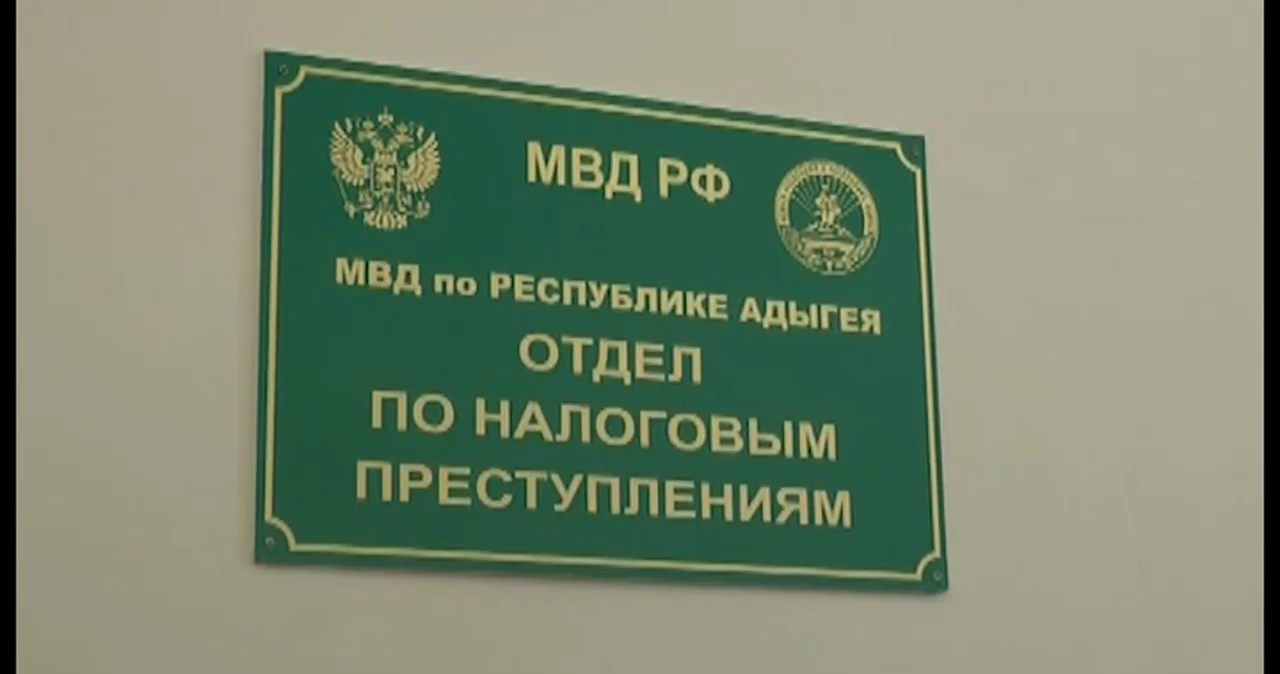 МВД РФ
МВД по РЕСПУБЛИКЕ АДЫГЕЯ
ОТДЕЛ
ПО НАЛОГОВЫМ
ПРЕСТУПЛЕНИЯМ